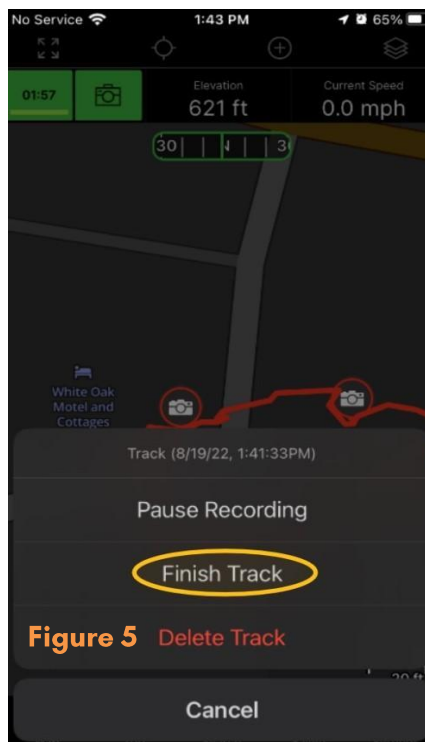 No Service 1:43 PM 65%
Elevation Current Speed
01:57 621 ft 0.0 mph
30
White Oak
Motel and
Cottages
Track (8/19/22, 1:41:33PM)
Pause Recording
Finish Track
Figure 5 Delete Track
Cancel